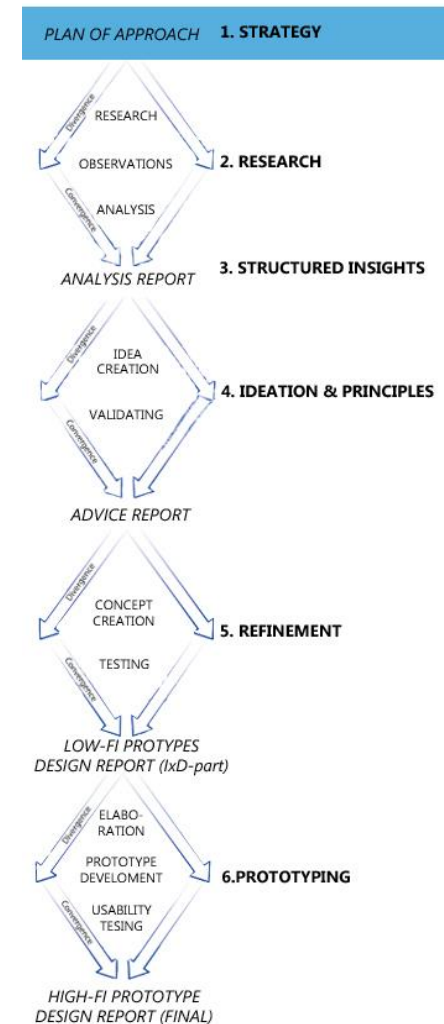 PLAN OF APPROACH 1. STRATEGY
Divergence
RESEARCH
OBSERVATIONS
2. RESEARCH
Convergence
ANALYSIS
ANALYSIS REPORT
3. STRUCTURED INSIGHTS
Divergence
IDEA
CREATION
4. IDEATION & PRINCIPLES
VALIDATING
Convergence
ADVICE REPORT
Divergence
CONCEPT
CREATION
5. REFINEMENT
TESTING
Convergence
LOW-FI PROTYPES
DESIGN REPORT (IxD-part)
Divergence
ELABO-
RATION
PROTOTYPE
DEVELOMENT
6.PROTOTYPING
USABILITY
TESING
Convergence
HIGH-FI PROTOTYPE
DESIGN REPORT (FINAL)